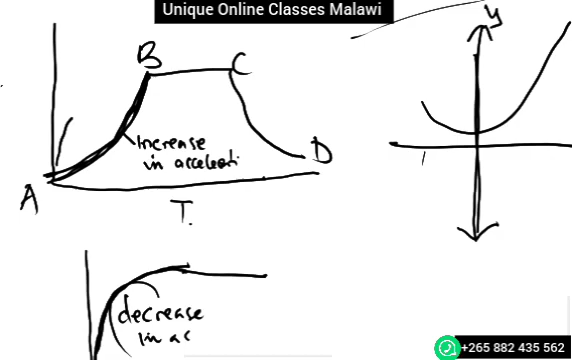 Unique Online Classes Malawi
y
B
C
increase
in accelerati
D
A
T.
decrease
in ac
+265 882 435 562